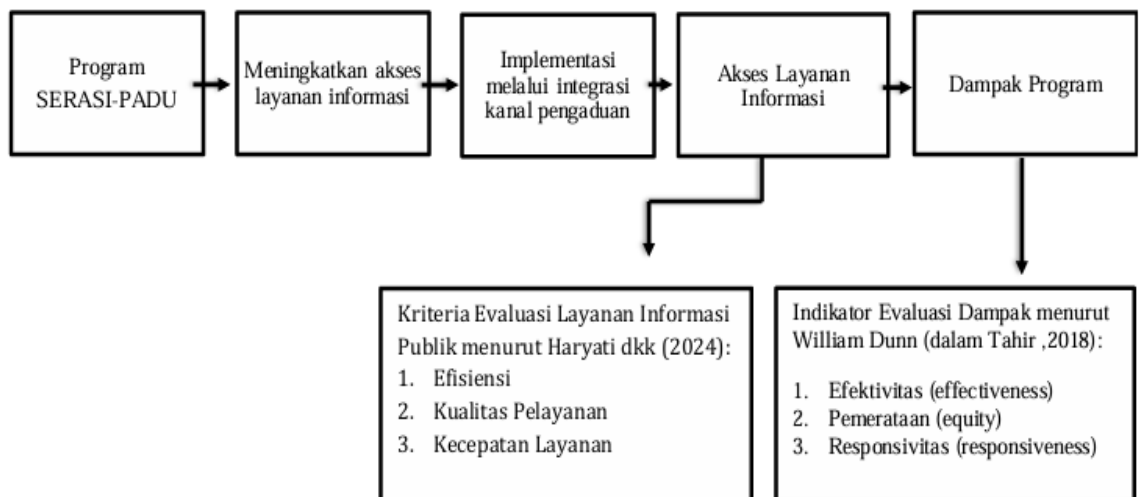 Program
SERASI-PADU
Meningkatkan akses
layanan informasi
Implementasi
melalui integrasi
kanal pengaduan
Akses Layanan
Informasi
Dampak Program
Kriteria Evaluasi Layanan Informasi
Publik menurut Haryati dkk (2024):
1. Efisiensi
2. Kualitas Pelayanan
3. Kecepatan Layanan
Indikator Evaluasi Dampak menurut
William Dunn (dalam Tahir ,2018):
1. Efektivitas (effectiveness)
2. Pemerataan (equity)
3. Responsivitas (responsiveness)